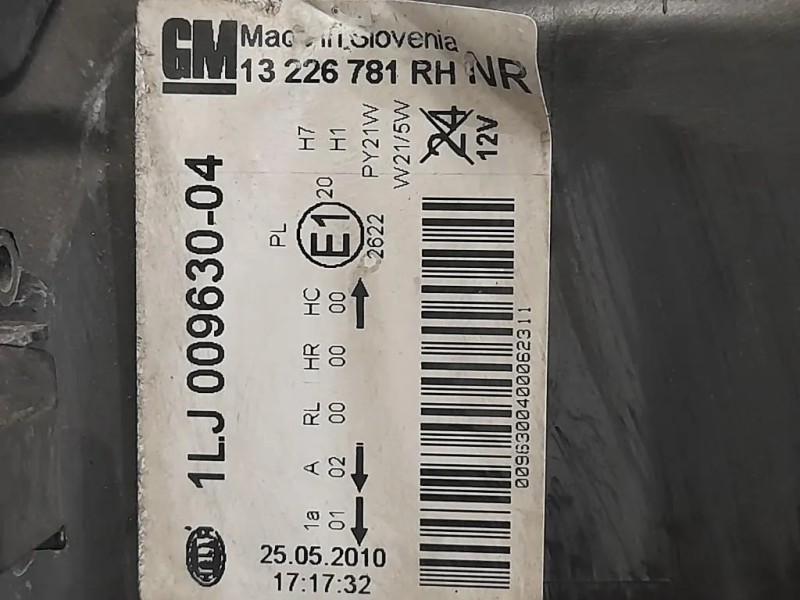 GM
Made in Slovenia
13 226 781 RH NR
1LJ 009630-04
H7
H1
PY21W
W21/5W
24
12V
PL
E1
20
2622
1a A RL HR HC
01 02 00 00 00
00963004000062311
HELLA
25.05.2010
17:17:32